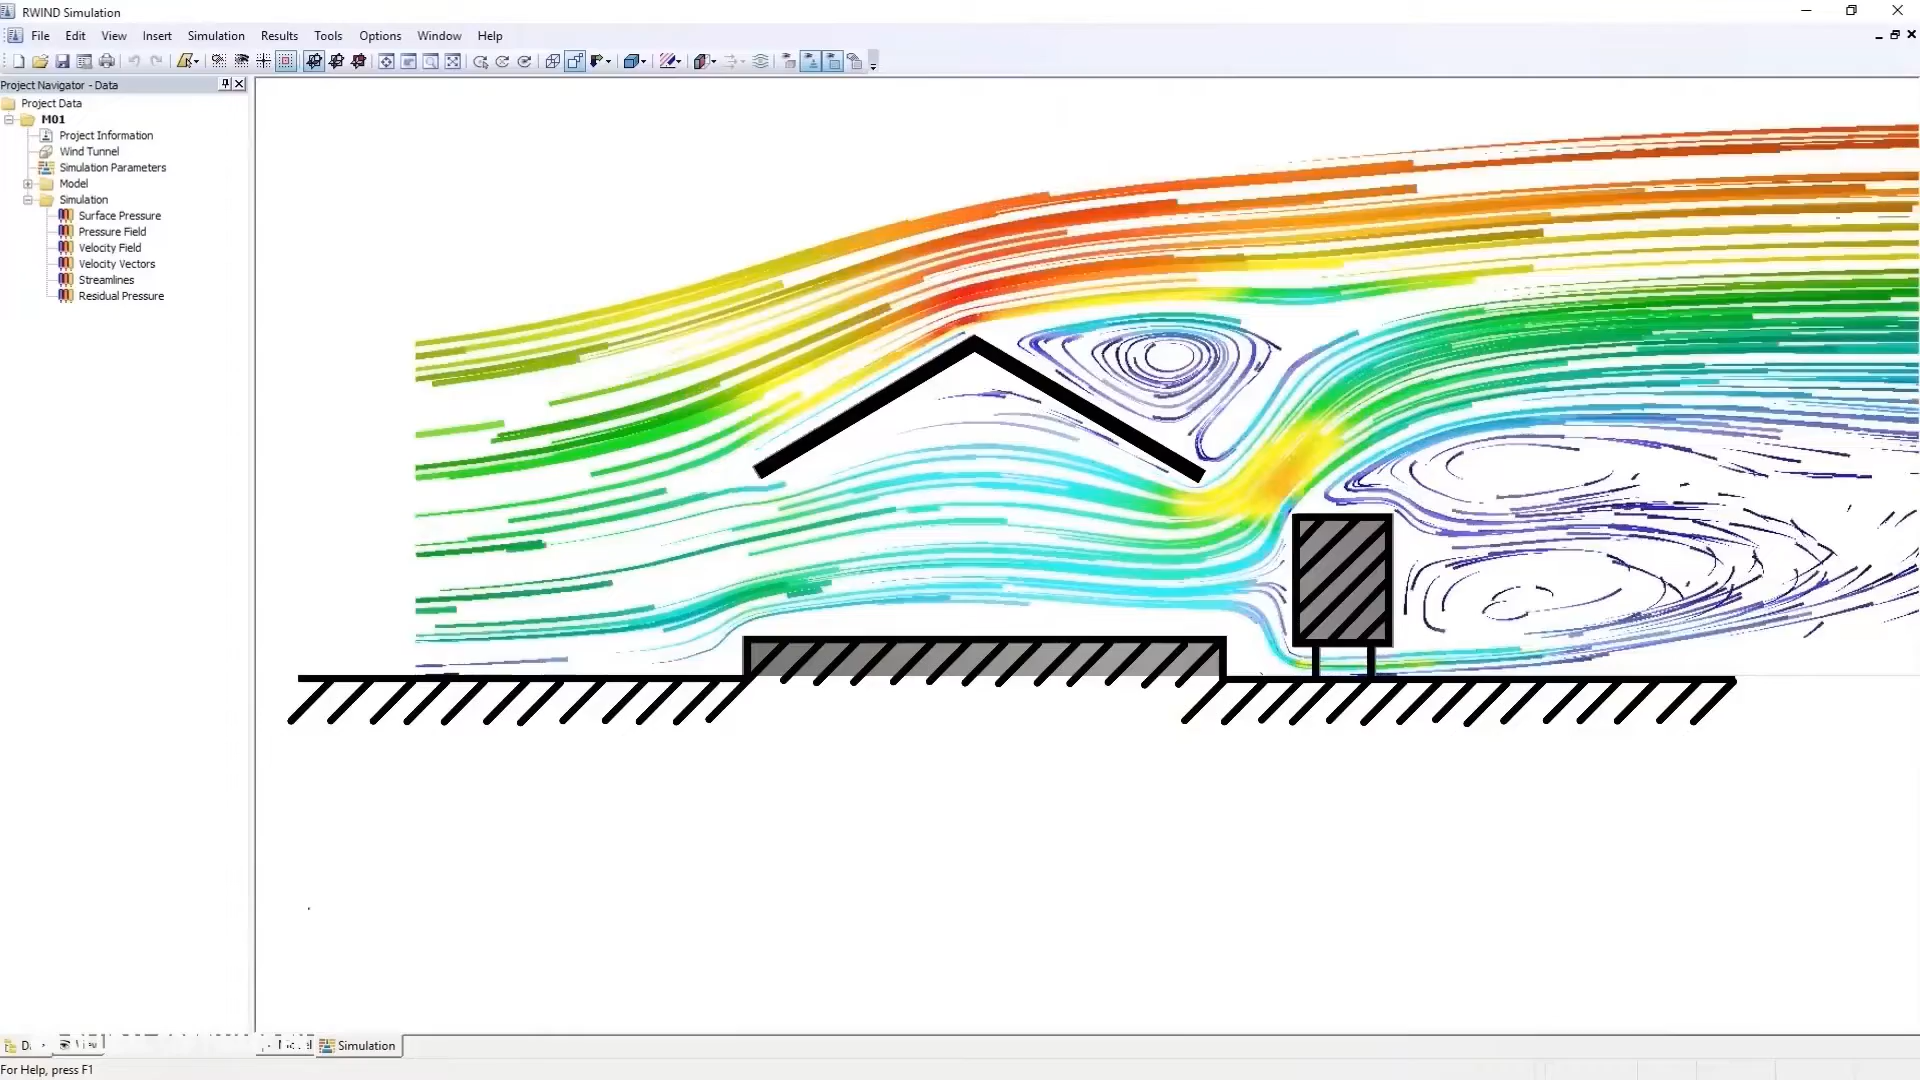 RWIND Simulation
File Edit View Insert Simulation Results Tools Options Window Help
Project Navigator - Data
Project Data
M01
Project Information
Wind Tunnel
Simulation Parameters
Model
Simulation
Surface Pressure
Pressure Field
Velocity Field
Velocity Vectors
Streamlines
Residual Pressure
Simulation
For Help, press F1